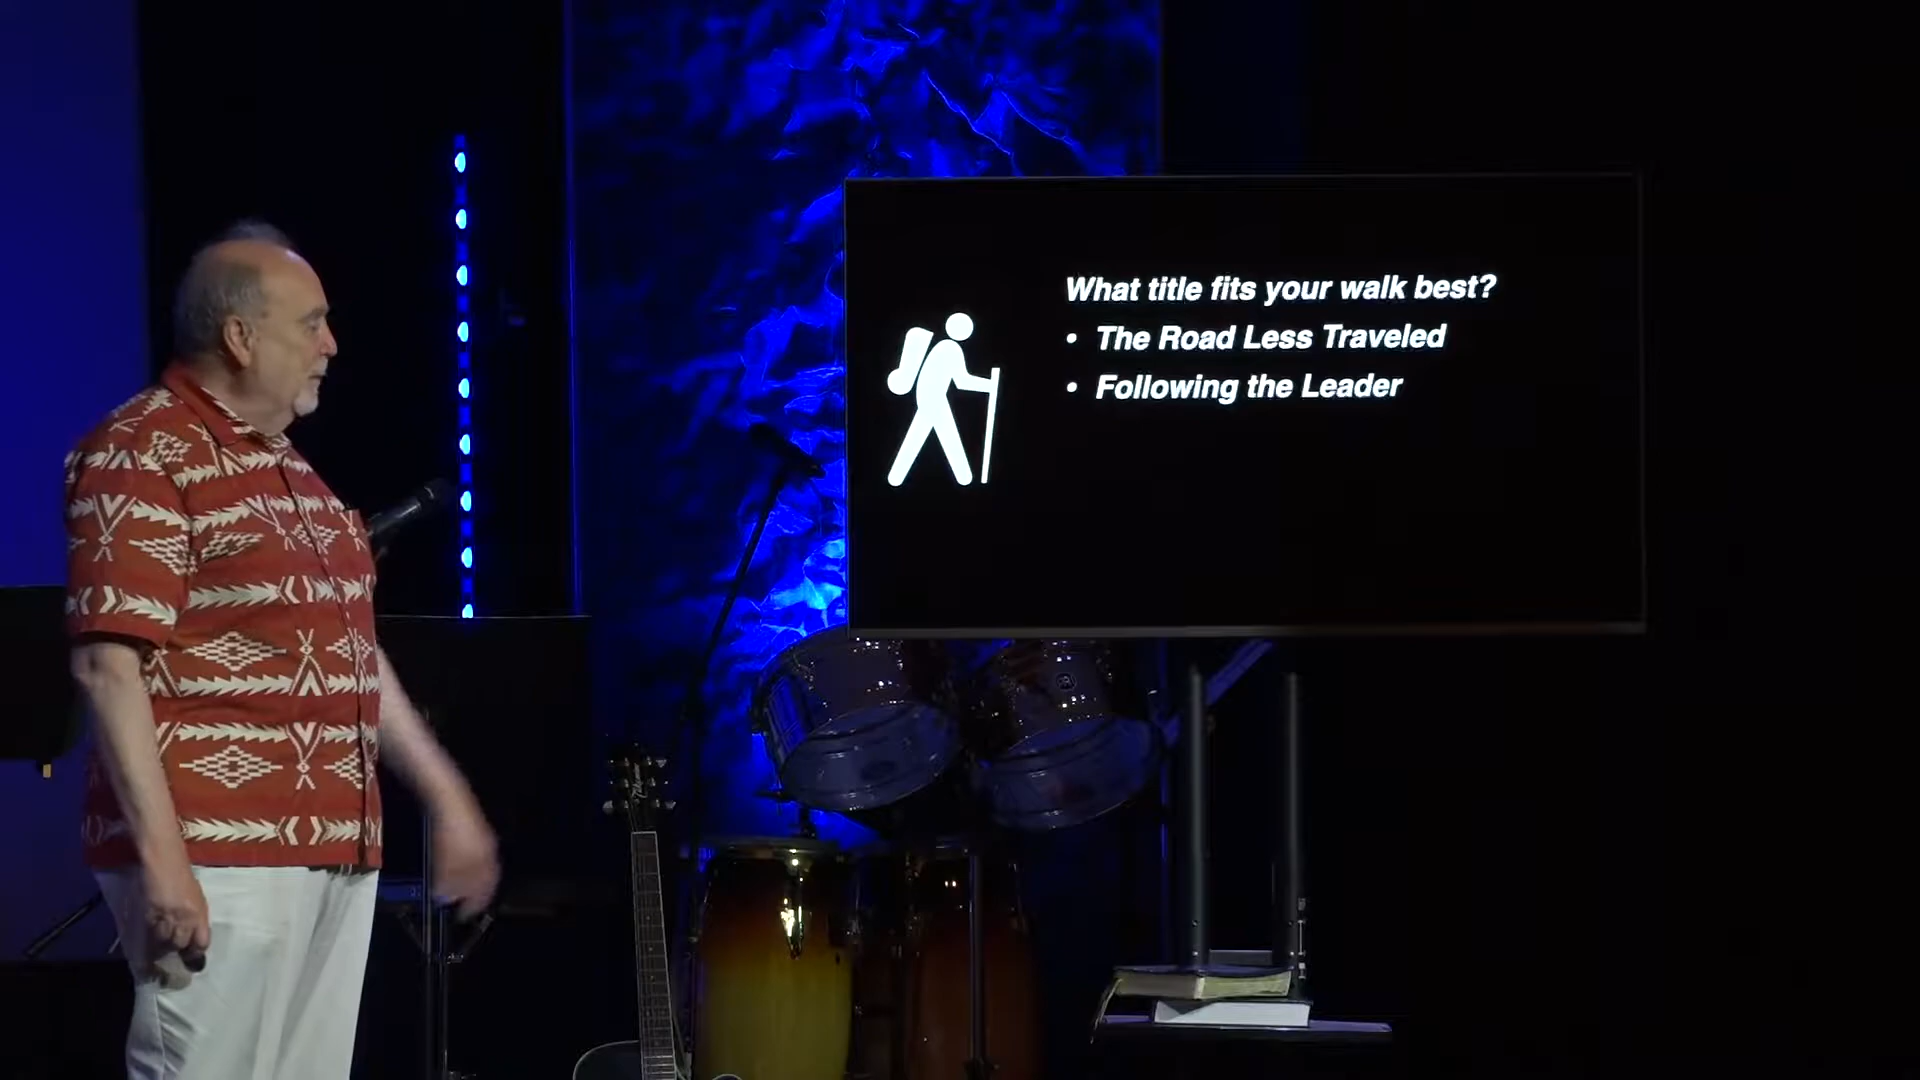 What title fits your walk best?
• The Road Less Traveled
• Following the Leader